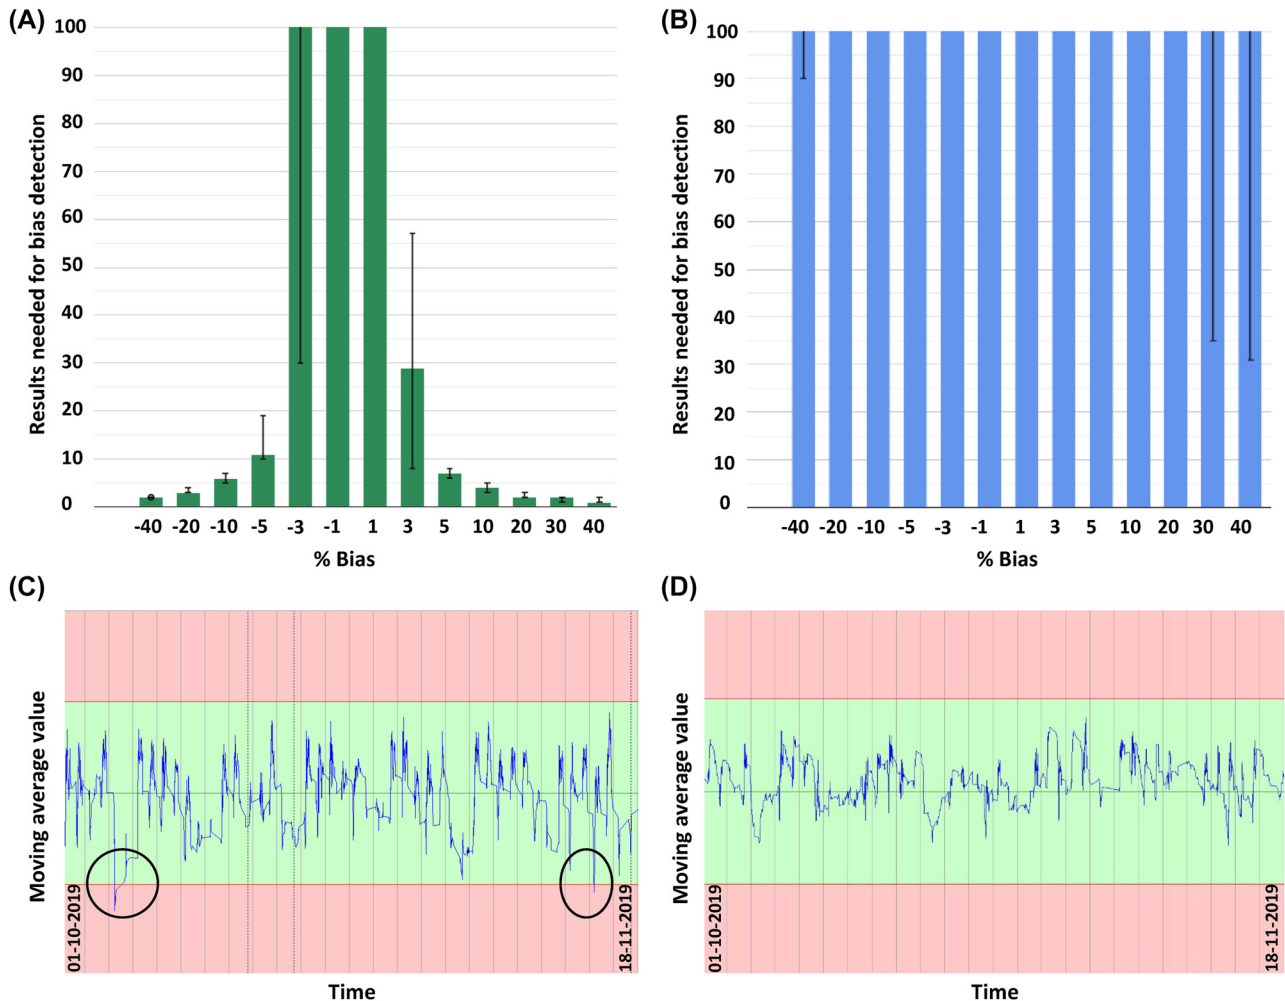 (A)
Results needed for bias detection
100
90
80
70
60
50
40
30
20
10
0
-40 -20 -10 -5 -3 -1 1 3 5 10 20 30 40
% Bias
(B)
Results needed for bias detection
100
90
80
70
60
50
40
30
20
10
0
-40 -20 -10 -5 -3 -1 1 3 5 10 20 30 40
% Bias
(C)
Moving average value
01-10-2019
18-11-2019
Time
(D)
Moving average value
01-10-2019
18-11-2019
Time